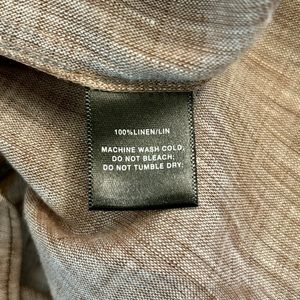 100%LINEN/LIN
MACHINE WASH COLD.
DO NOT BLEACH;
DO NOT TUMBLE DRY.